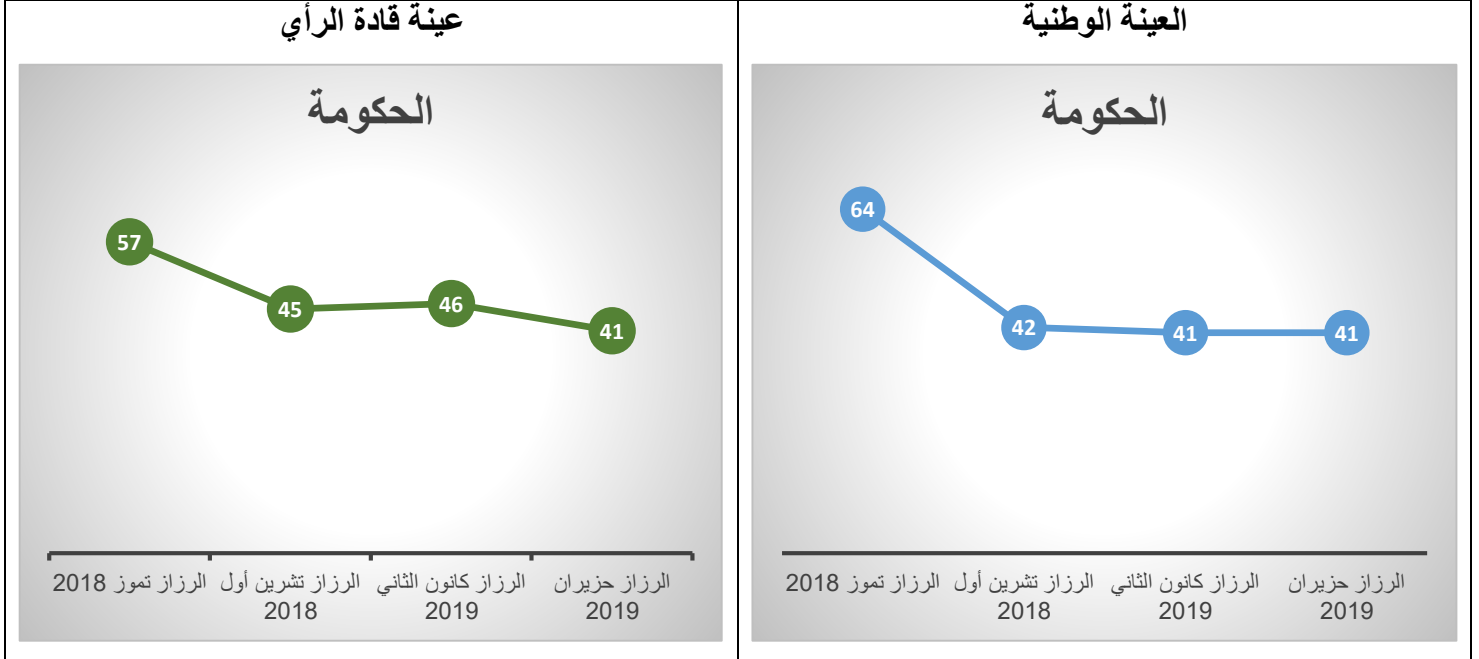 العينة الوطنية
الحكومة
64
42
41
41
الرزاز تموز 2018
الرزاز تشرين أول
2018
الرزاز كانون الثاني
2019
الرزاز حزيران
2019
عينة قادة الرأي
الحكومة
57
45
46
41
الرزاز تموز 2018
الرزاز تشرين أول
2018
الرزاز كانون الثاني
2019
الرزاز حزيران
2019